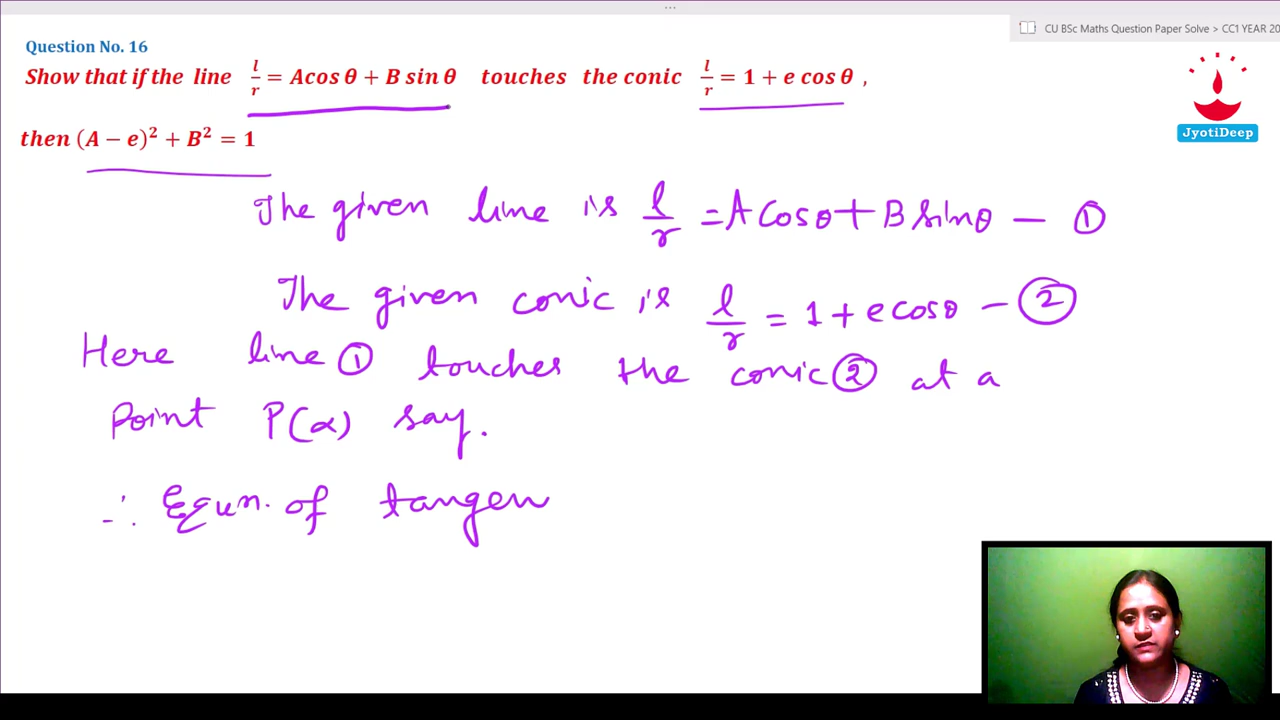 CU BSc Maths Question Paper Solve > CC1 YEAR 20
Question No. 16
Show that if the line l/r = Acos θ + B sin θ touches the conic l/r = 1 + e cos θ ,
then (A − e)² + B² = 1
JyotiDeep
The given line is l/r = A Cosθ + B sinθ — ①
The given conic is l/r = 1 + e cosθ — ②
Here line ① touches the conic ② at a
Point P(α) say.
∴ Equn. of tangen